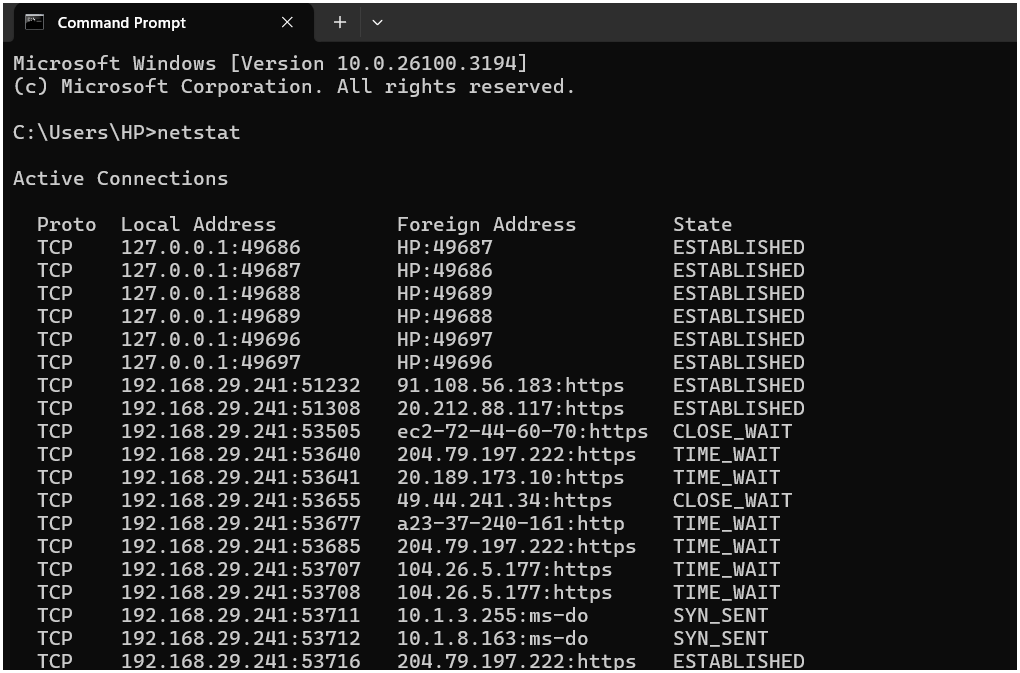 Command Prompt
Microsoft Windows [Version 10.0.26100.3194]
(c) Microsoft Corporation. All rights reserved.
C:\Users\HP>netstat
Active Connections
Proto  Local Address          Foreign Address        State
TCP    127.0.0.1:49686        HP:49687               ESTABLISHED
TCP    127.0.0.1:49687        HP:49686               ESTABLISHED
TCP    127.0.0.1:49688        HP:49689               ESTABLISHED
TCP    127.0.0.1:49689        HP:49688               ESTABLISHED
TCP    127.0.0.1:49696        HP:49697               ESTABLISHED
TCP    127.0.0.1:49697        HP:49696               ESTABLISHED
TCP    192.168.29.241:51232   91.108.56.183:https    ESTABLISHED
TCP    192.168.29.241:51308   20.212.88.117:https    ESTABLISHED
TCP    192.168.29.241:53505   ec2-72-44-60-70:https  CLOSE_WAIT
TCP    192.168.29.241:53640   204.79.197.222:https   TIME_WAIT
TCP    192.168.29.241:53641   20.189.173.10:https    TIME_WAIT
TCP    192.168.29.241:53655   49.44.241.34:https     CLOSE_WAIT
TCP    192.168.29.241:53677   a23-37-240-161:http    TIME_WAIT
TCP    192.168.29.241:53685   204.79.197.222:https   TIME_WAIT
TCP    192.168.29.241:53707   104.26.5.177:https     TIME_WAIT
TCP    192.168.29.241:53708   104.26.5.177:https     TIME_WAIT
TCP    192.168.29.241:53711   10.1.3.255:ms-do       SYN_SENT
TCP    192.168.29.241:53712   10.1.8.163:ms-do       SYN_SENT
TCP    192.168.29.241:53716   204.79.197.222:https   ESTABLISHED